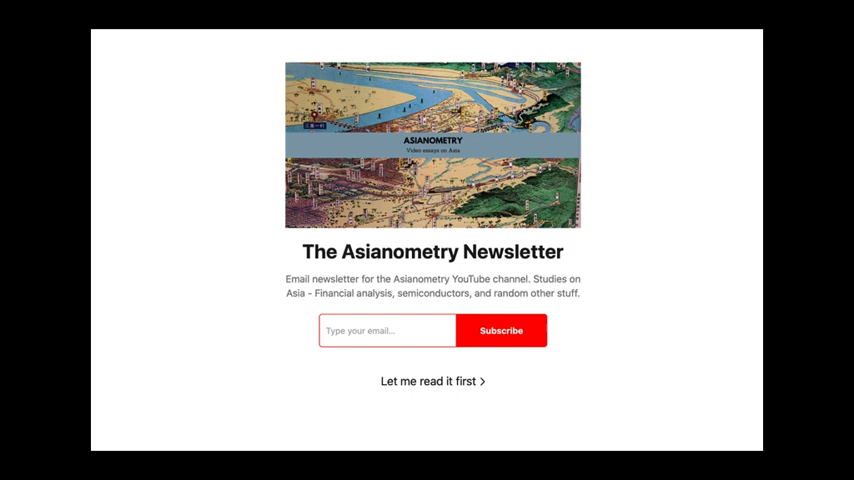 ASIANOMETRY
Video essays on Asia
The Asianometry Newsletter
Email newsletter for the Asianometry YouTube channel. Studies on
Asia - Financial analysis, semiconductors, and random other stuff.
Type your email...
Subscribe
Let me read it first >